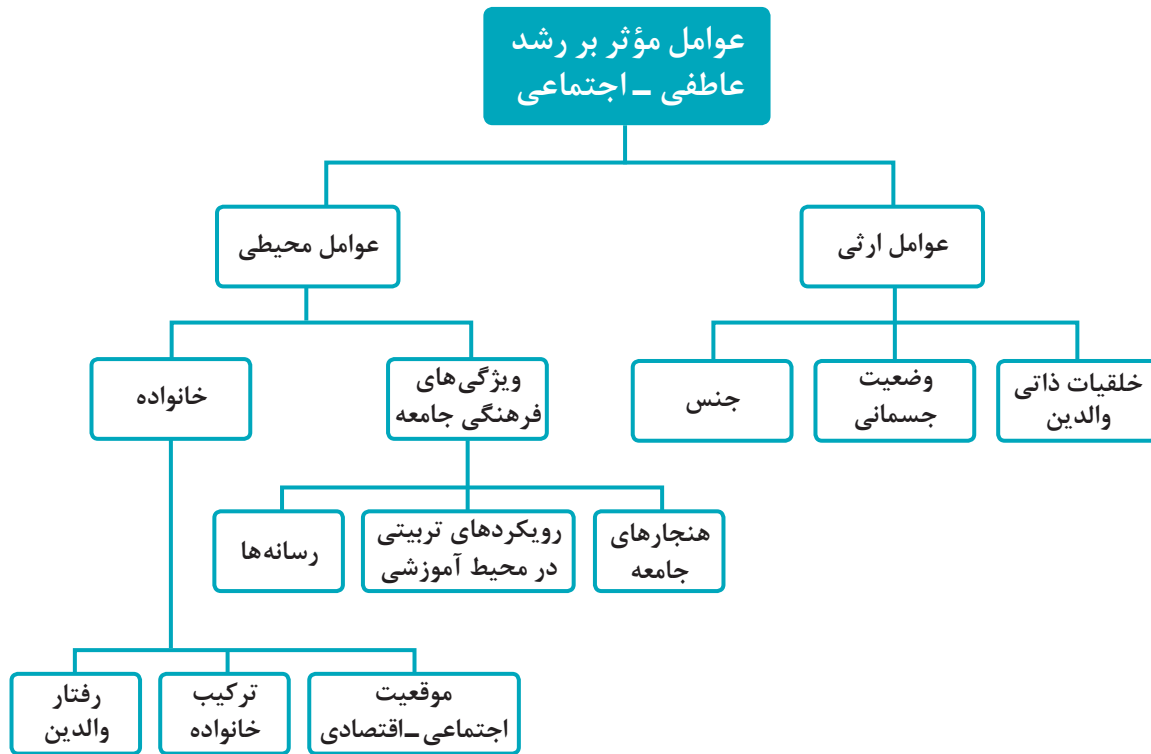 عوامل مؤثر بر رشد
عاطفی ـ اجتماعی
عوامل ارثی
عوامل محیطی
خلقیات ذاتی
والدین
وضعیت
جسمانی
جنس
ویژگی‌های
فرهنگی جامعه
خانواده
هنجارهای
جامعه
رویکردهای تربیتی
در محیط آموزشی
رسانه‌ها
موقعیت
اجتماعی ـ اقتصادی
ترکیب
خانواده
رفتار
والدین